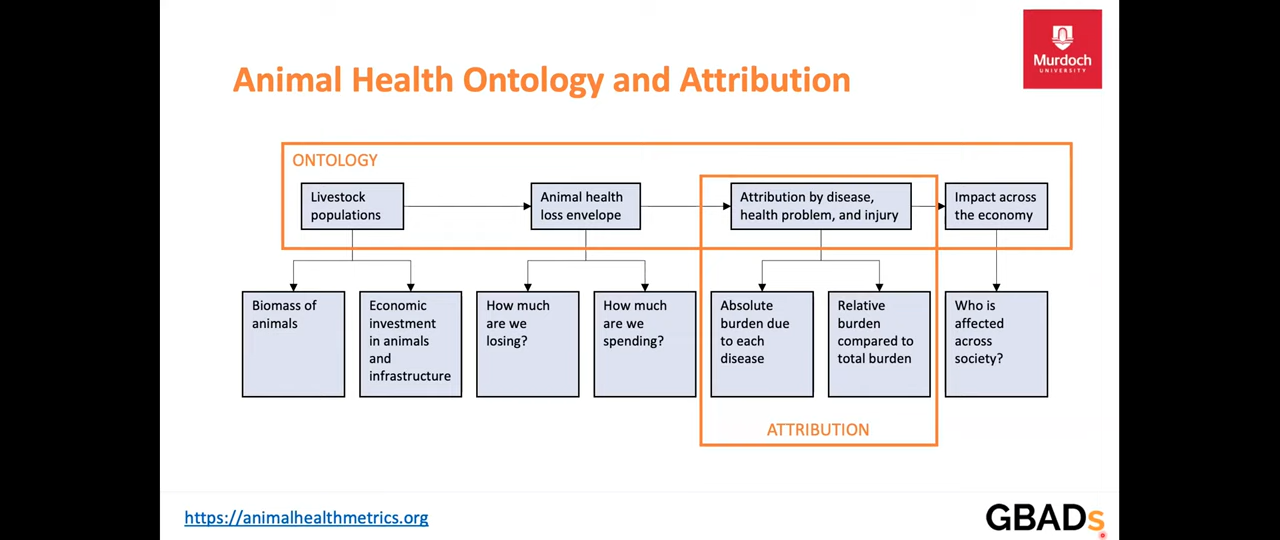 Murdoch
UNIVERSITY
Animal Health Ontology and Attribution
ONTOLOGY
Livestock
populations
Animal health
loss envelope
Attribution by disease,
health problem, and injury
Impact across
the economy
Biomass of
animals
Economic
investment
in animals
and
infrastructure
How much
are we
losing?
How much
are we
spending?
Absolute
burden due
to each
disease
Relative
burden
compared to
total burden
Who is
affected
across
society?
ATTRIBUTION
https://animalhealthmetrics.org
GBADs